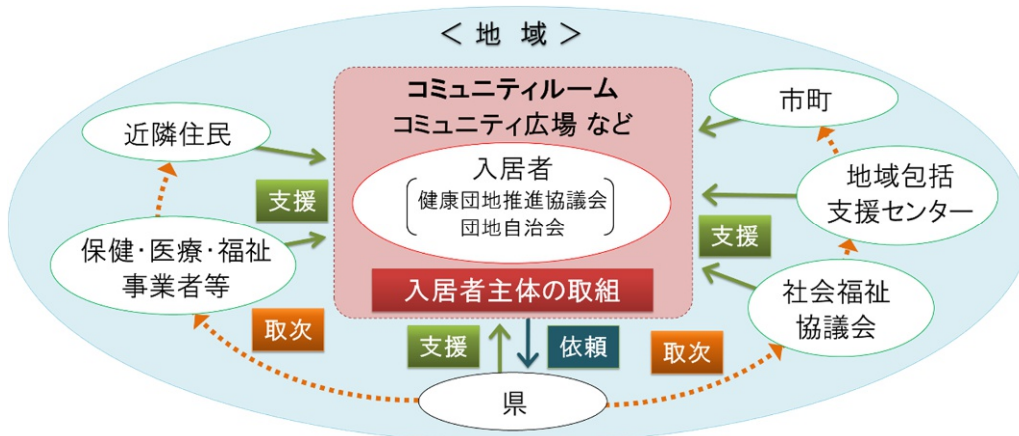 ＜ 地 域 ＞
コミュニティルーム
コミュニティ広場 など
入居者
健康団地推進協議会
団地自治会
入居者主体の取組
近隣住民
支援
保健・医療・福祉
事業者等
取次
市町
地域包括
支援センター
支援
社会福祉
協議会
取次
支援
依頼
県